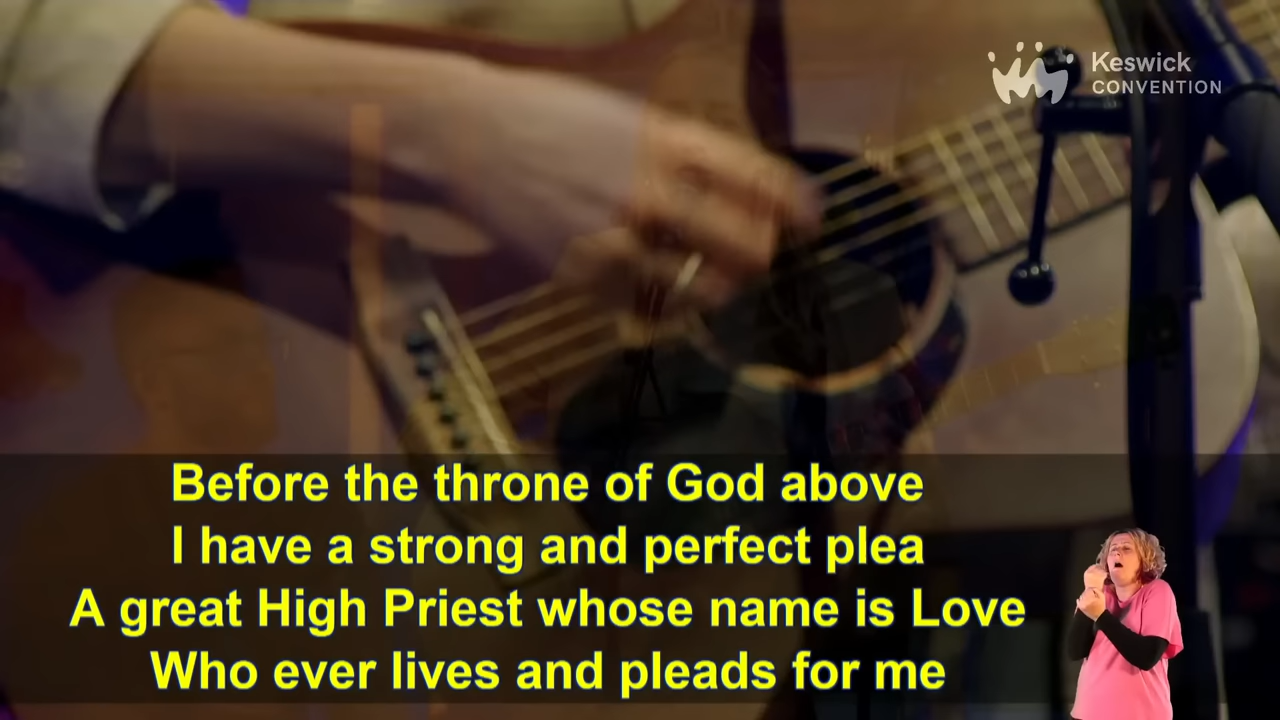 Keswick
CONVENTION
Before the throne of God above
I have a strong and perfect plea
A great High Priest whose name is Love
Who ever lives and pleads for me